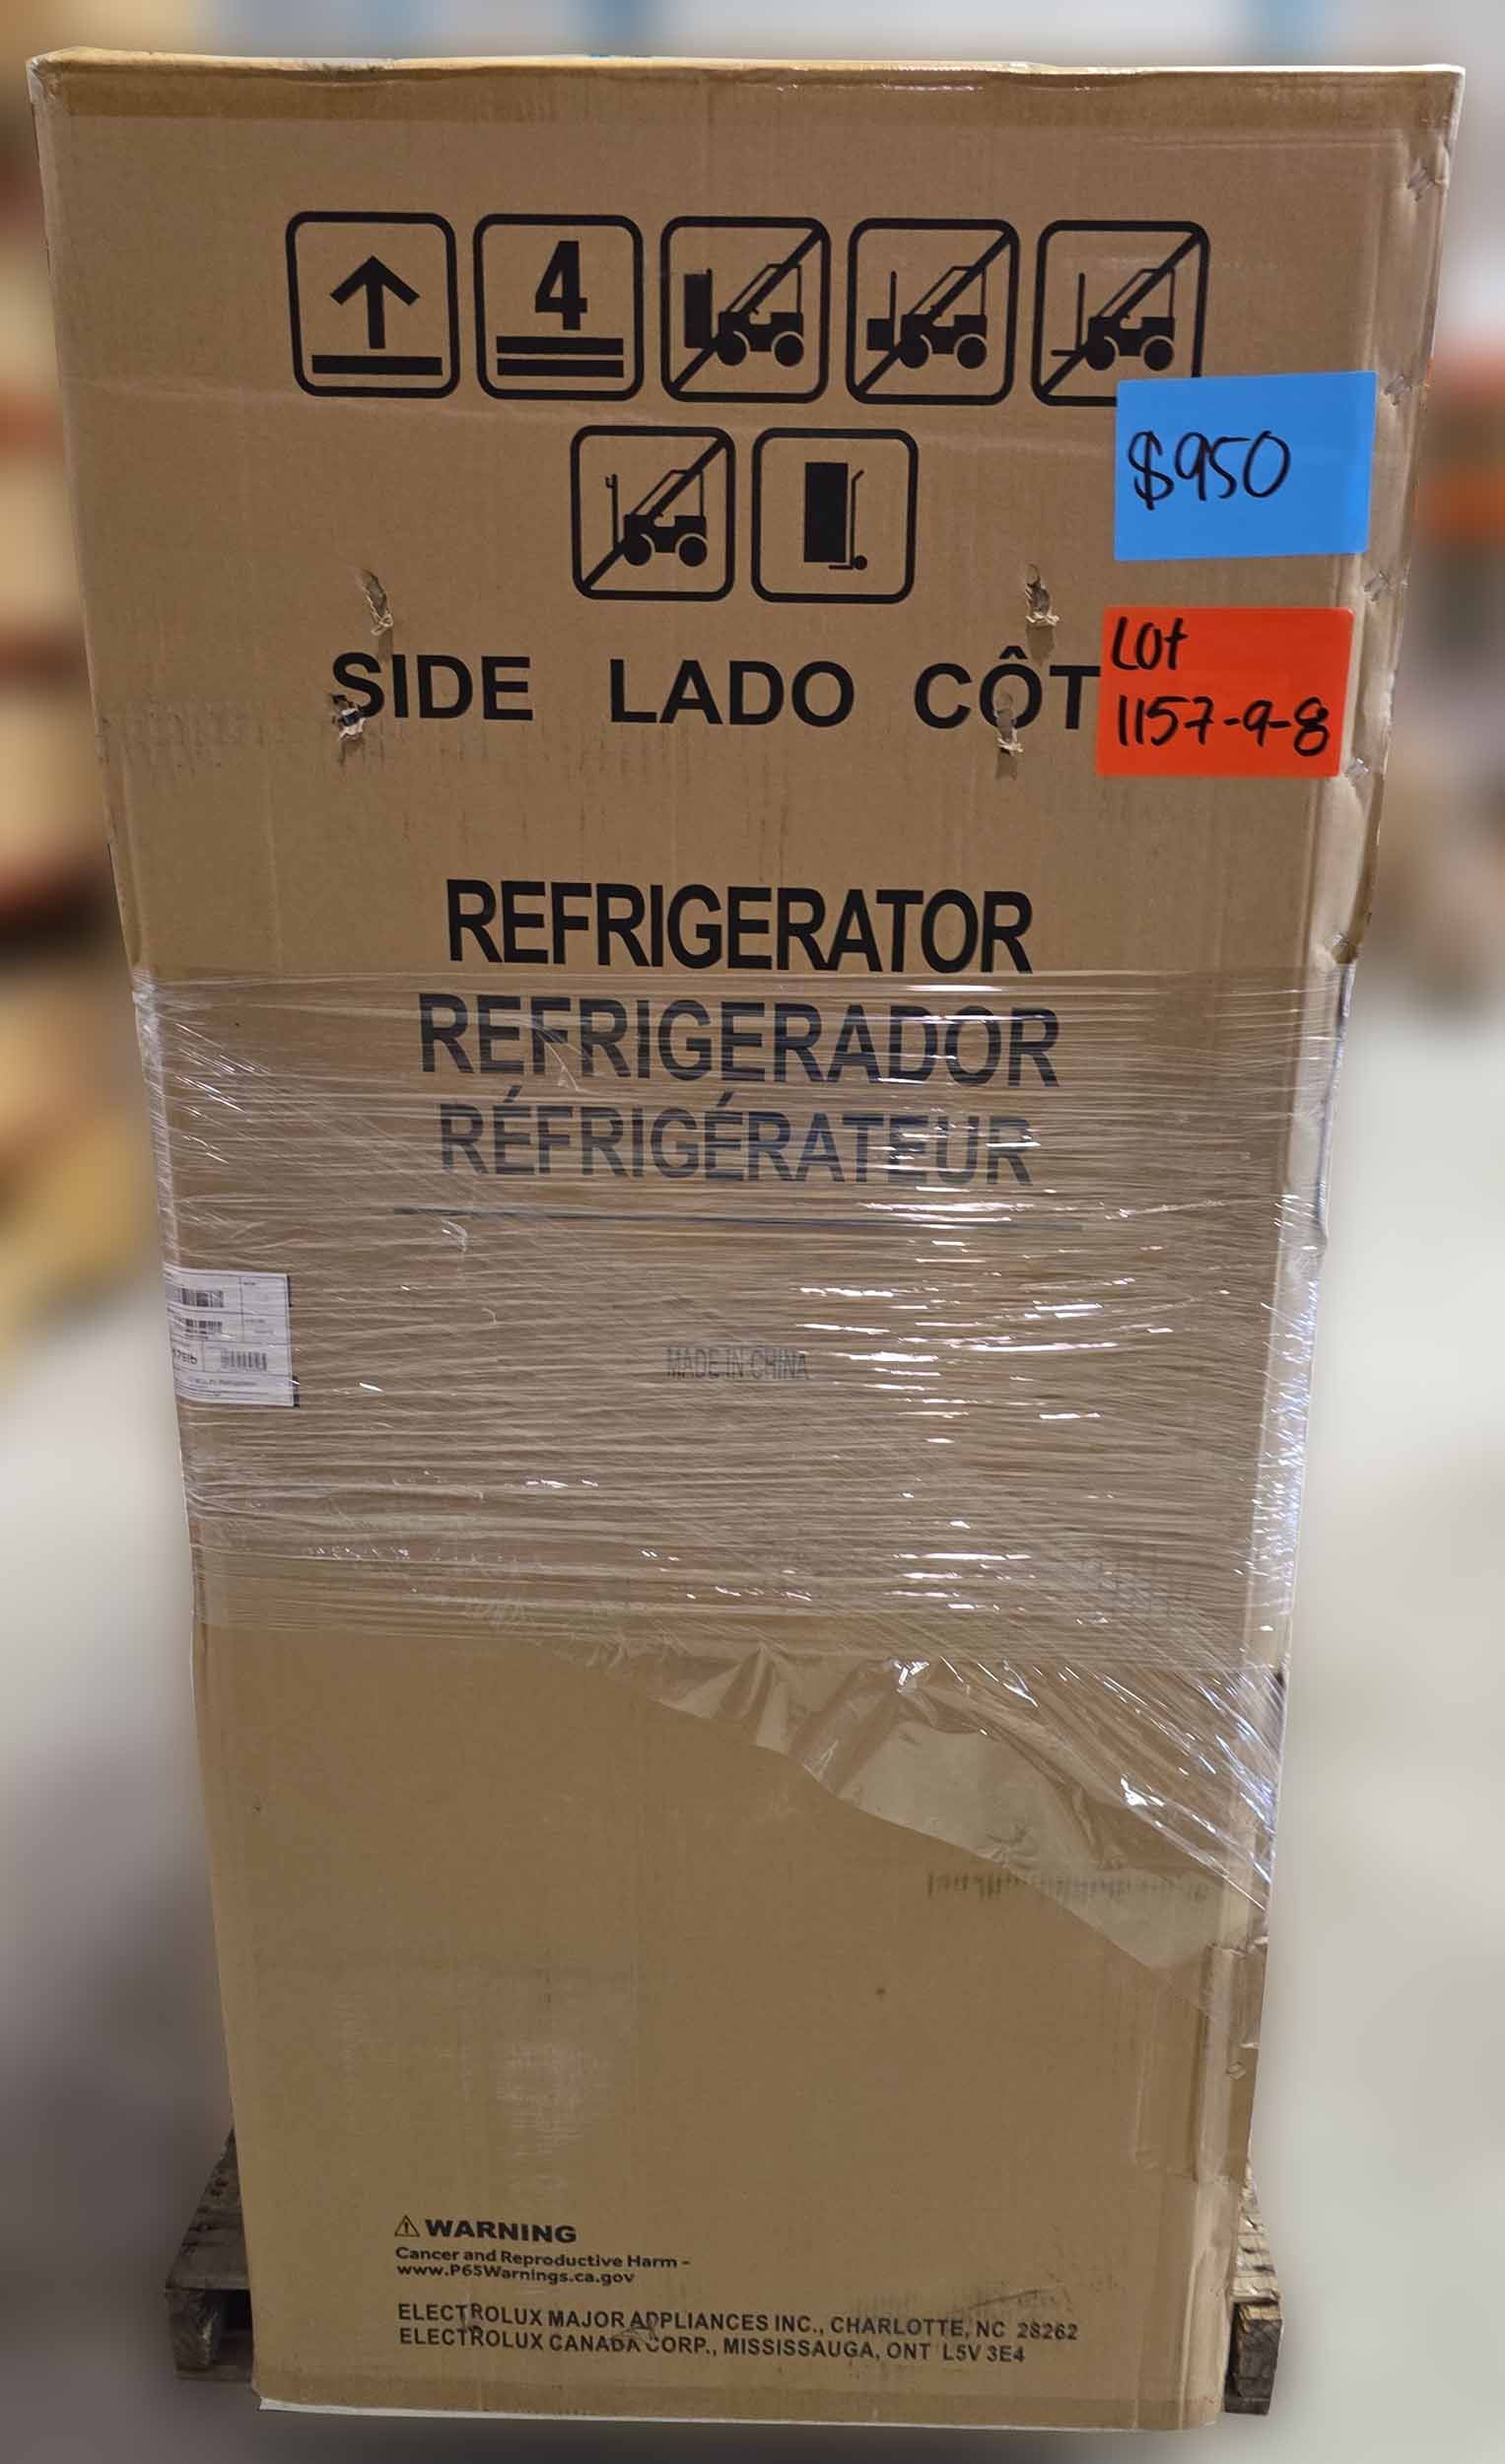 4
$950
SIDE LADO CÔT
Lot
1157-9-8
REFRIGERATOR
REFRIGERADOR
RÉFRIGÉRATEUR
MADE IN CHINA
WARNING
Cancer and Reproductive Harm -
www.P65Warnings.ca.gov
ELECTROLUX MAJOR APPLIANCES INC., CHARLOTTE, NC 28262
ELECTROLUX CANADA CORP., MISSISSAUGA, ONT L5V 3E4